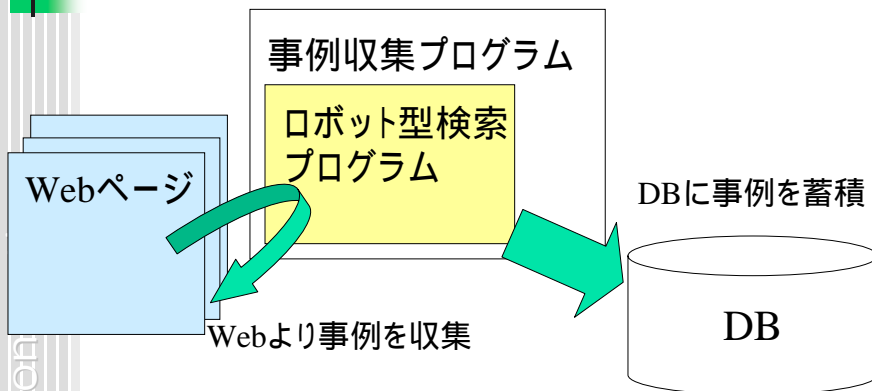 事例収集プログラム
ロボット型検索
プログラム
Webページ
DBに事例を蓄積
Webより事例を収集
DB